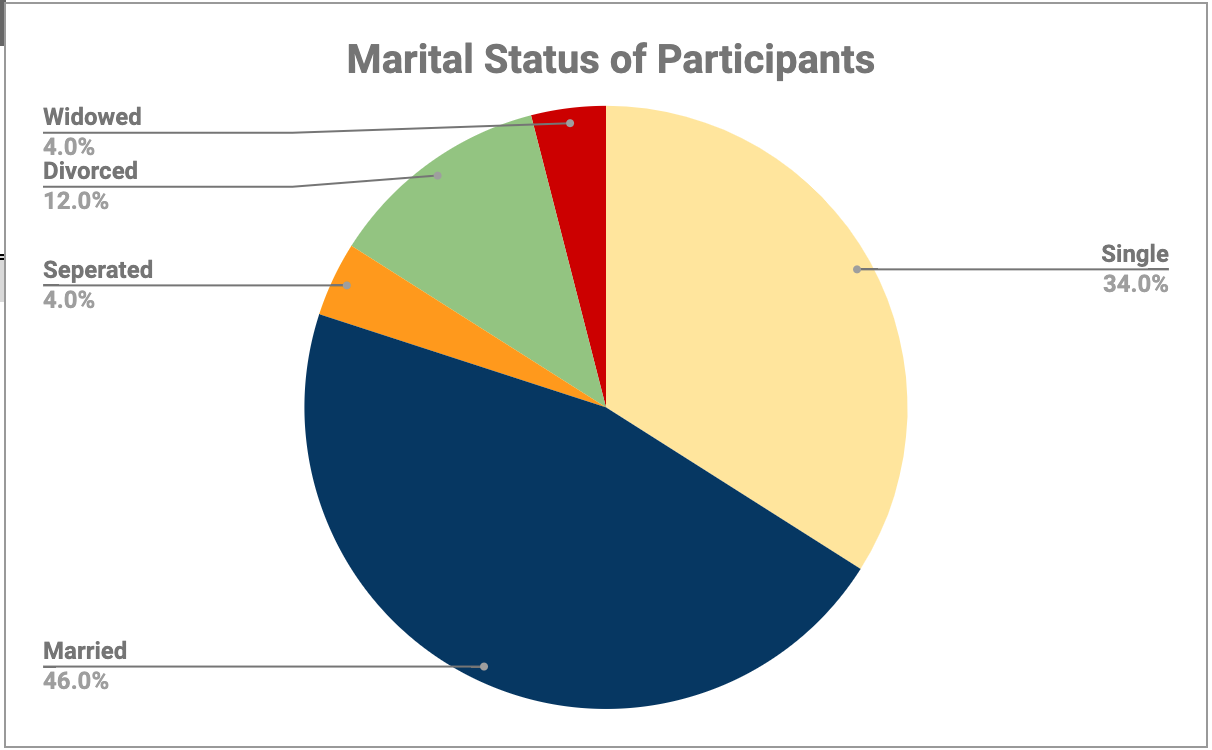 Marital Status of Participants
Widowed
4.0%
Divorced
12.0%
Seperated
4.0%
Single
34.0%
Married
46.0%